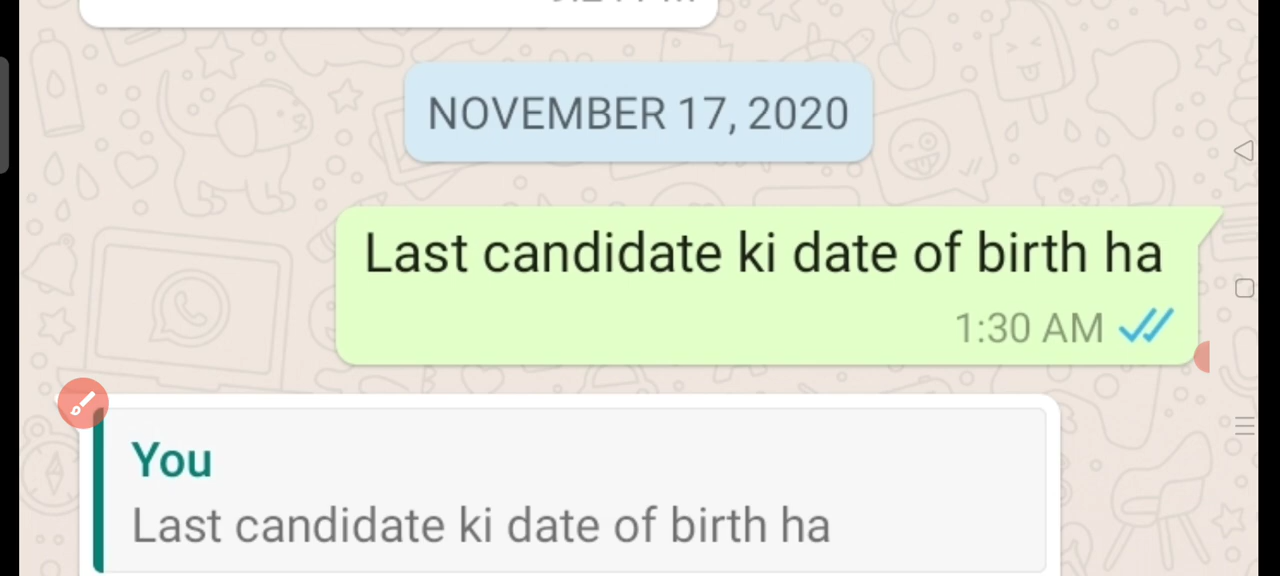 NOVEMBER 17, 2020
Last candidate ki date of birth ha
1:30 AM
You
Last candidate ki date of birth ha